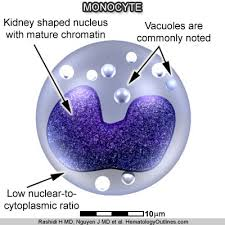 MONOCYTE
Kidney shaped nucleus
with mature chromatin
Vacuoles are
commonly noted
Low nuclear-to-
cytoplasmic ratio
10µm
Rashidi H MD, Nguyen J MD et al. HematologyOutlines.com